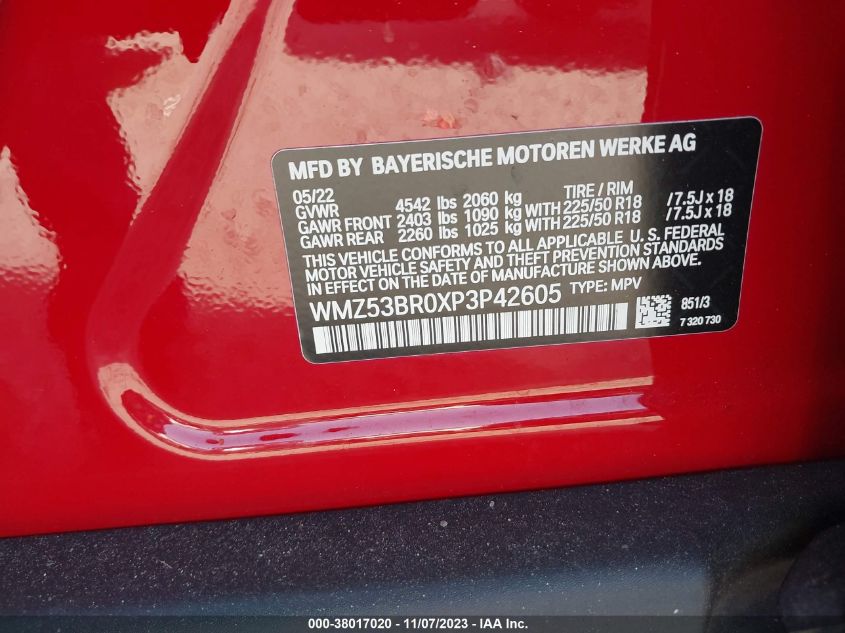 MFD BY BAYERISCHE MOTOREN WERKE AG
05/22 TIRE / RIM
GVWR 4542 lbs 2060 kg
GAWR FRONT 2403 lbs 1090 kg WITH 225/50 R18 /7.5J x 18
GAWR REAR 2260 lbs 1025 kg WITH 225/50 R18 /7.5J x 18
THIS VEHICLE CONFORMS TO ALL APPLICABLE U. S. FEDERAL
MOTOR VEHICLE SAFETY AND THEFT PREVENTION STANDARDS
IN EFFECT ON THE DATE OF MANUFACTURE SHOWN ABOVE.
WMZ53BR0XP3P42605 TYPE: MPV
851/3
7 320 730
000-38017020 - 11/07/2023 - IAA Inc.